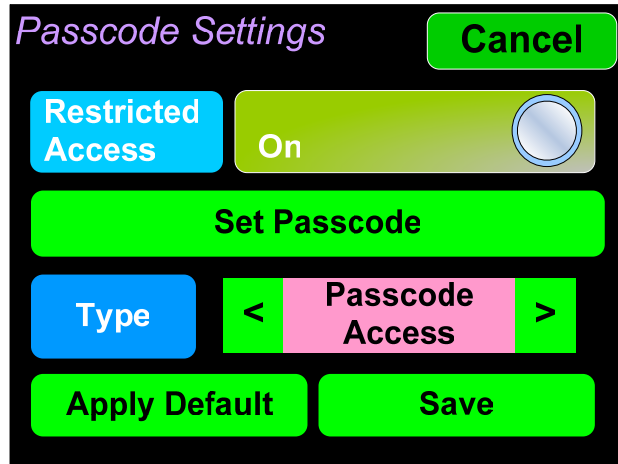 Passcode Settings
Cancel
Restricted
Access
On
Set Passcode
Type
<
Passcode
Access
>
Apply Default
Save